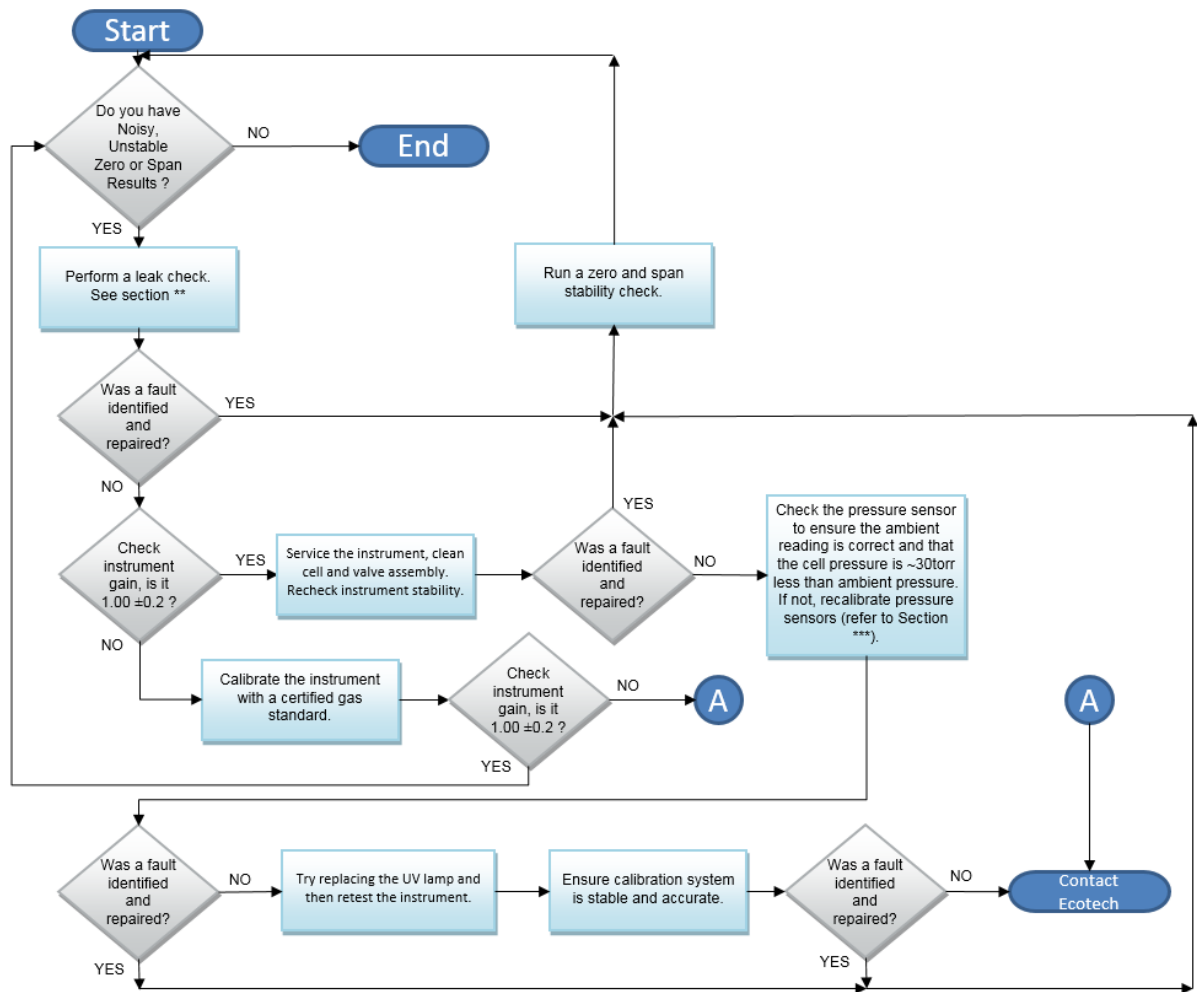 Start
Do you have
Noisy,
Unstable
Zero or Span
Results ?
NO
End
YES
Perform a leak check.
See section **
Run a zero and span
stability check.
Was a fault
identified
and
repaired?
YES
NO
Check
instrument
gain, is it
1.00 ±0.2 ?
YES
Service the instrument, clean
cell and valve assembly.
Recheck instrument stability.
Was a fault
identified
and
repaired?
YES
NO
Check the pressure sensor
to ensure the ambient
reading is correct and that
the cell pressure is ~30torr
less than ambient pressure.
If not, recalibrate pressure
sensors (refer to Section
***).
NO
Calibrate the instrument
with a certified gas
standard.
Check
instrument
gain, is it
1.00 ±0.2 ?
NO
A
YES
A
Was a fault
identified
and
repaired?
NO
Try replacing the UV lamp and
then retest the instrument.
Ensure calibration system
is stable and accurate.
Was a fault
identified
and
repaired?
NO
Contact
Ecotech
YES
YES